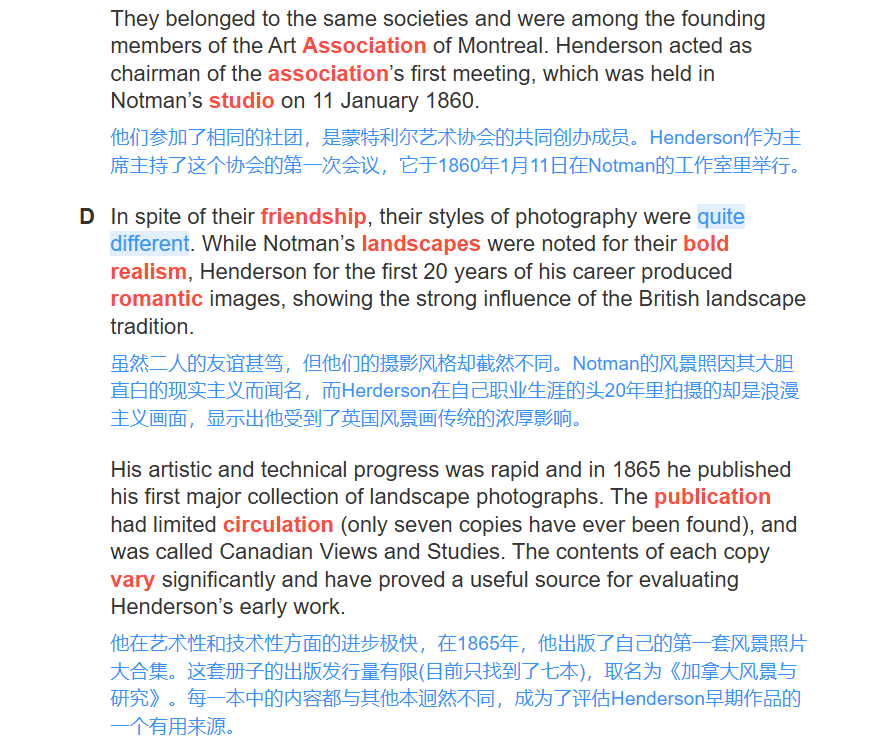 They belonged to the same societies and were among the founding
members of the Art Association of Montreal. Henderson acted as
chairman of the association’s first meeting, which was held in
Notman’s studio on 11 January 1860.
他们参加了相同的社团，是蒙特利尔艺术协会的共同创办成员。Henderson作为主
席主持了这个协会的第一次会议，它于1860年1月11日在Notman的工作室里举行。
D In spite of their friendship, their styles of photography were quite
different. While Notman’s landscapes were noted for their bold
realism, Henderson for the first 20 years of his career produced
romantic images, showing the strong influence of the British landscape
tradition.
虽然二人的友谊甚笃，但他们的摄影风格却截然不同。Notman的风景照因其大胆
直白的现实主义而闻名，而Herderson在自己职业生涯的头20年里拍摄的却是浪漫
主义画面，显示出他受到了英国风景画传统的浓厚影响。
His artistic and technical progress was rapid and in 1865 he published
his first major collection of landscape photographs. The publication
had limited circulation (only seven copies have ever been found), and
was called Canadian Views and Studies. The contents of each copy
vary significantly and have proved a useful source for evaluating
Henderson’s early work.
他在艺术性和技术性方面的进步极快，在1865年，他出版了自己的第一套风景照片
大合集。这套册子的出版发行量有限(目前只找到了七本)，取名为《加拿大风景与
研究》。每一本中的内容都与其他本迥然不同，成为了评估Henderson早期作品的
一个有用来源。